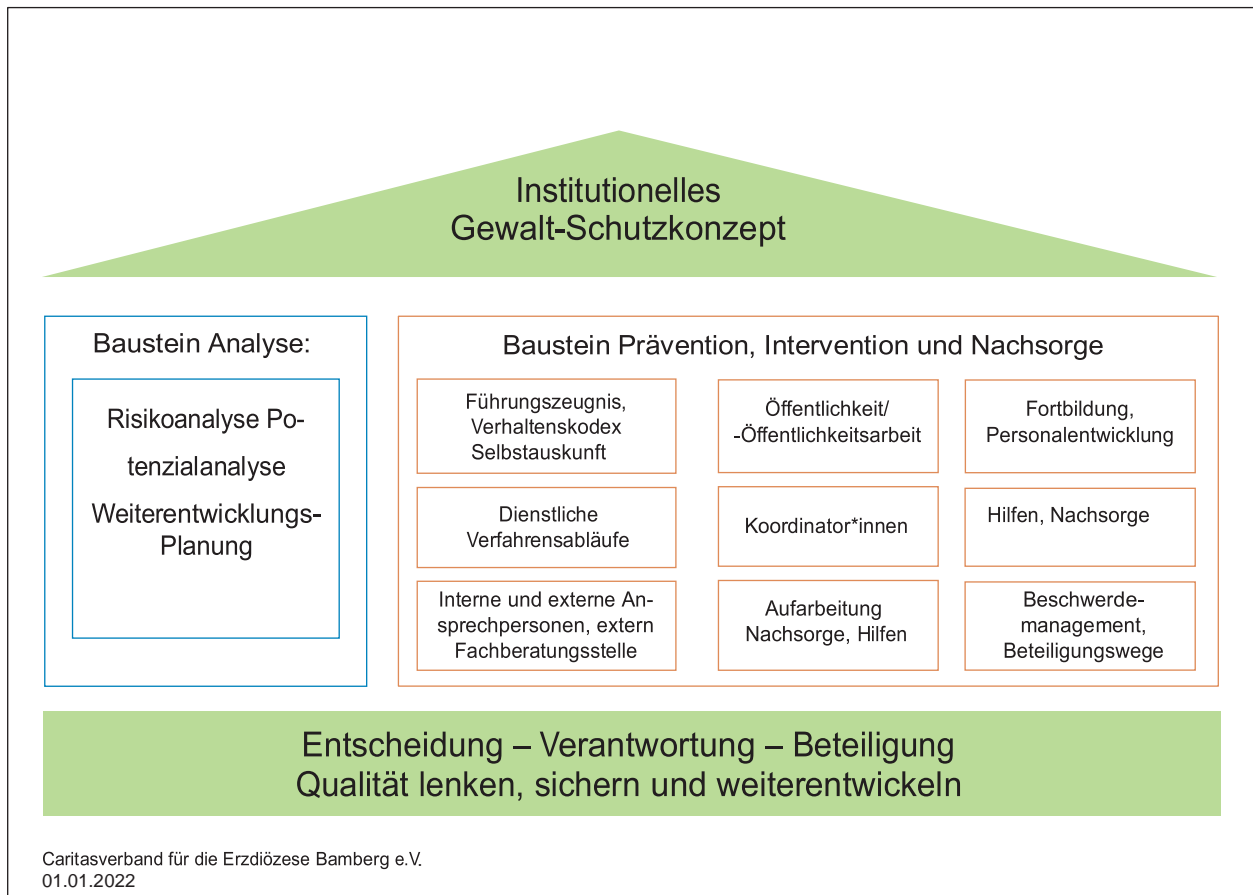 Institutionelles
Gewalt-Schutzkonzept
Baustein Analyse:
Risikoanalyse Po-
tenzialanalyse
Weiterentwicklungs-
Planung
Baustein Prävention, Intervention und Nachsorge
Führungszeugnis,
Verhaltenskodex
Selbstauskunft
Öffentlichkeit/
-Öffentlichkeitsarbeit
Fortbildung,
Personalentwicklung
Dienstliche
Verfahrensabläufe
Koordinator*innen
Hilfen, Nachsorge
Interne und externe An-
sprechpersonen, extern
Fachberatungsstelle
Aufarbeitung
Nachsorge, Hilfen
Beschwerde-
management,
Beteiligungswege
Entscheidung – Verantwortung – Beteiligung
Qualität lenken, sichern und weiterentwickeln
Caritasverband für die Erzdiözese Bamberg e.V.
01.01.2022